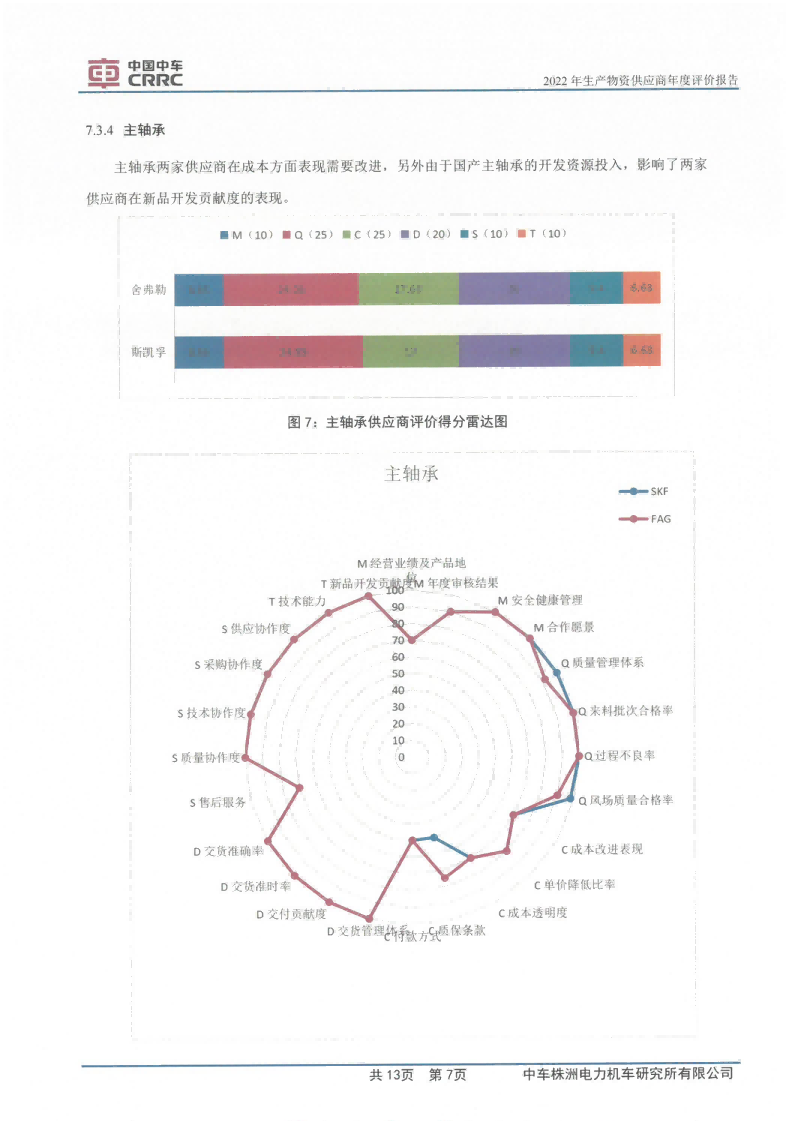 中国中车
CRRC
2022 年生产物资供应商年度评价报告
7.3.4 主轴承
主轴承两家供应商在成本方面表现需要改进，另外由于国产主轴承的开发资源投入，影响了两家
供应商在新品开发贡献度的表现。
M（10） Q（25） C（25） D（20） S（10） T（10）
舍弗勒 17.68 6.63
斯凯孚 6.63
图 7：主轴承供应商评价得分雷达图
主轴承
SKF
FAG
M 经营业绩及产品地
位
T 新品开发贡献度
M 年度审核结果
T 技术能力
M 安全健康管理
S 供应协作度
M 合作愿景
S 采购协作度
Q 质量管理体系
S 技术协作度
Q 来料批次合格率
S 质量协作度
Q 过程不良率
S 售后服务
Q 风场质量合格率
D 交货准确率
C 成本改进表现
D 交货准时率
C 单价降低比率
D 交付贡献度
C 成本透明度
D 交货管理体系
C 质保条款
C 付款方式
100
90
80
70
60
50
40
30
20
10
0
共 13页 第 7页 中车株洲电力机车研究所有限公司